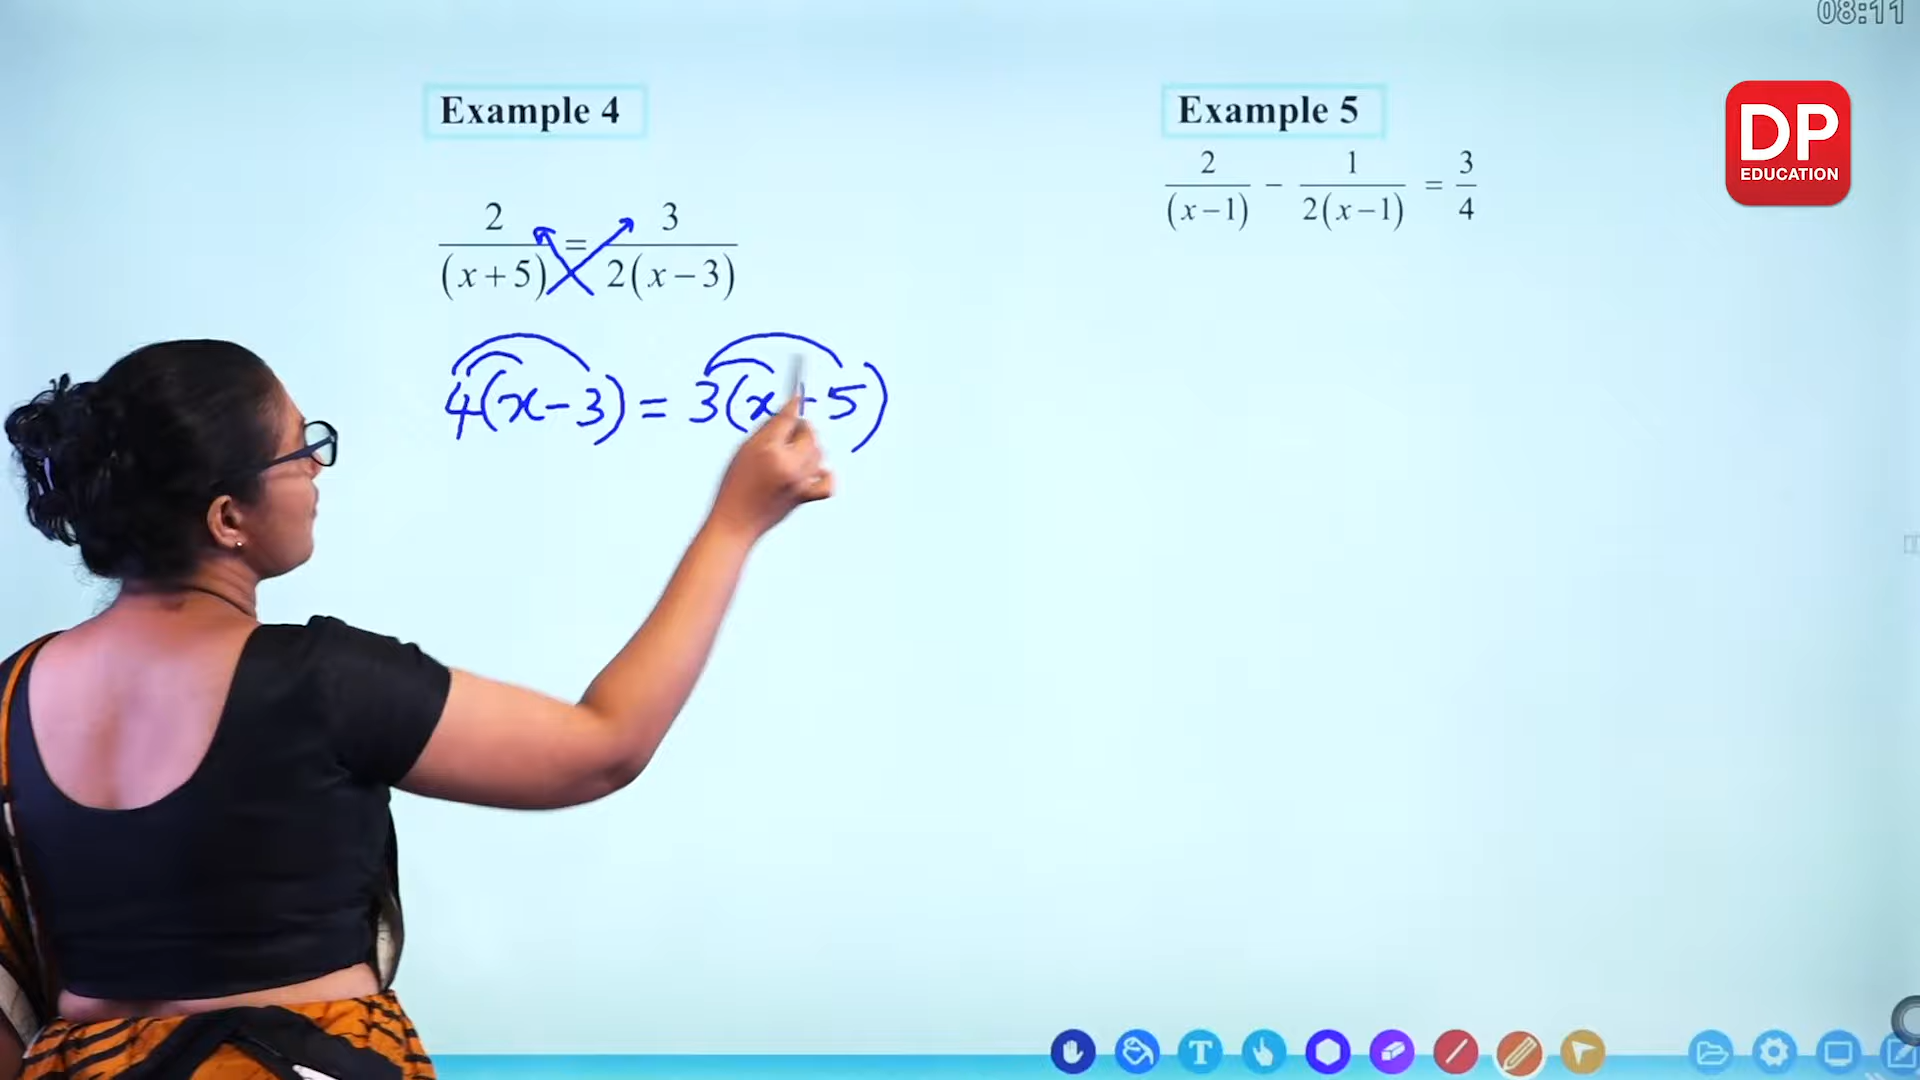 08:11
Example 4
2/(x+5) = 3/2(x−3)
4(x−3) = 3(x+5)
Example 5
2/(x−1) − 1/2(x−1) = 3/4
DP
EDUCATION
T